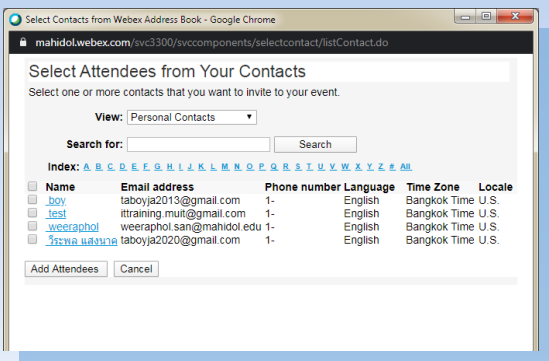 Select Contacts from Webex Address Book - Google Chrome
mahidol.webex.com/svc3300/svccomponents/selectcontact/listContact.do
Select Attendees from Your Contacts
Select one or more contacts that you want to invite to your event.
View: Personal Contacts
Search for: Search
Index: A B C D E F G H I J K L M N O P Q R S T U V W X Y Z # All
Name Email address Phone number Language Time Zone Locale
boy taboyja2013@gmail.com 1- English Bangkok Time U.S.
test ittraining.muit@gmail.com 1- English Bangkok Time U.S.
weeraphol weeraphol.san@mahidol.edu 1- English Bangkok Time U.S.
วีระพล แสงนาค taboyja2020@gmail.com 1- English Bangkok Time U.S.
Add Attendees Cancel